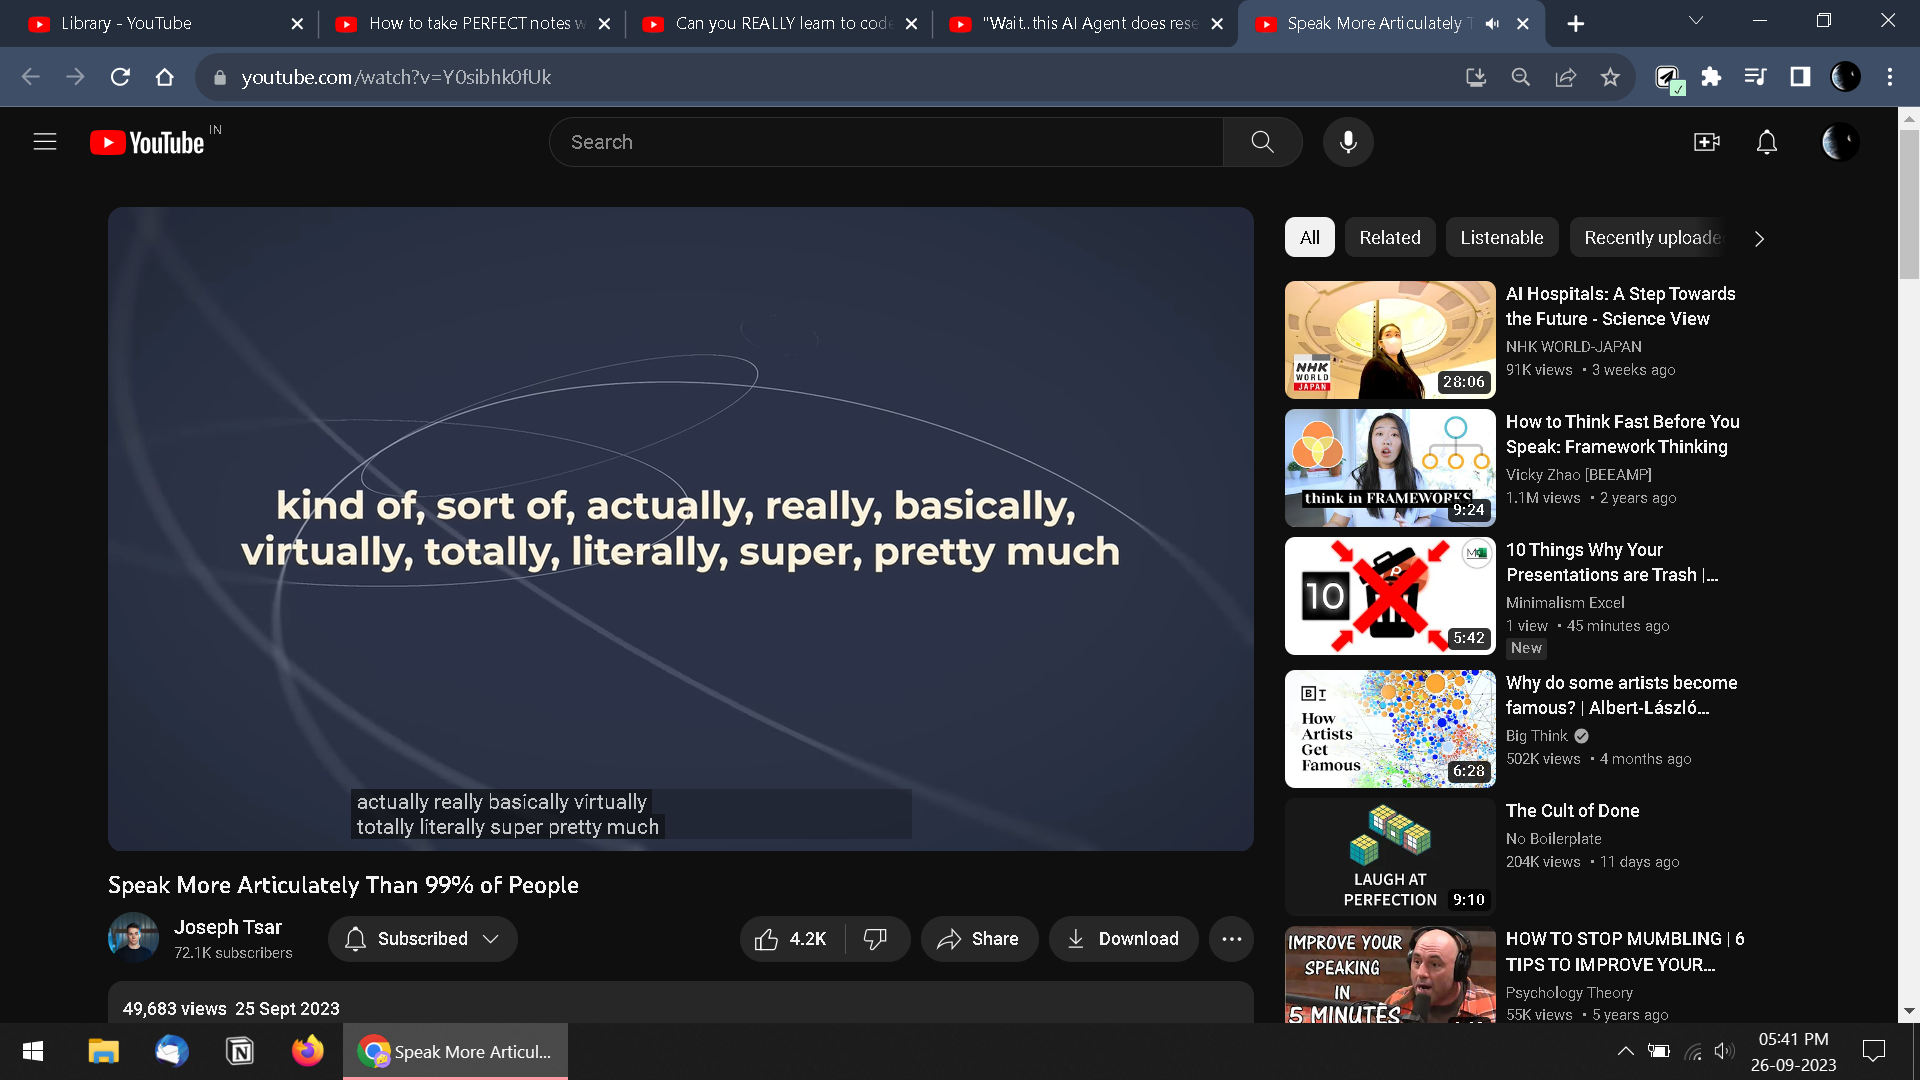 Library - YouTube
How to take PERFECT notes w
Can you REALLY learn to code
"Wait..this AI Agent does rese
Speak More Articulately T
youtube.com/watch?v=Y0sibhk0fUk
YouTube IN
Search
kind of, sort of, actually, really, basically,
virtually, totally, literally, super, pretty much
actually really basically virtually
totally literally super pretty much
Speak More Articulately Than 99% of People
Joseph Tsar
72.1K subscribers
Subscribed
4.2K
Share
Download
49,683 views 25 Sept 2023
All Related Listenable Recently uploade
NHK
WORLD
JAPAN
28:06
AI Hospitals: A Step Towards
the Future - Science View
NHK WORLD-JAPAN
91K views • 3 weeks ago
think in FRAMEWORKS
9:24
How to Think Fast Before You
Speak: Framework Thinking
Vicky Zhao [BEEAMP]
1.1M views • 2 years ago
10
5:42
10 Things Why Your
Presentations are Trash |...
Minimalism Excel
1 view • 45 minutes ago
New
B T
How
Artists
Get
Famous
6:28
Why do some artists become
famous? | Albert-László...
Big Think
502K views • 4 months ago
LAUGH AT
PERFECTION
9:10
The Cult of Done
No Boilerplate
204K views • 11 days ago
IMPROVE YOUR
SPEAKING
IN
5 MINUTES
HOW TO STOP MUMBLING | 6
TIPS TO IMPROVE YOUR...
Psychology Theory
55K views • 5 years ago
Speak More Articul...
05:41 PM
26-09-2023